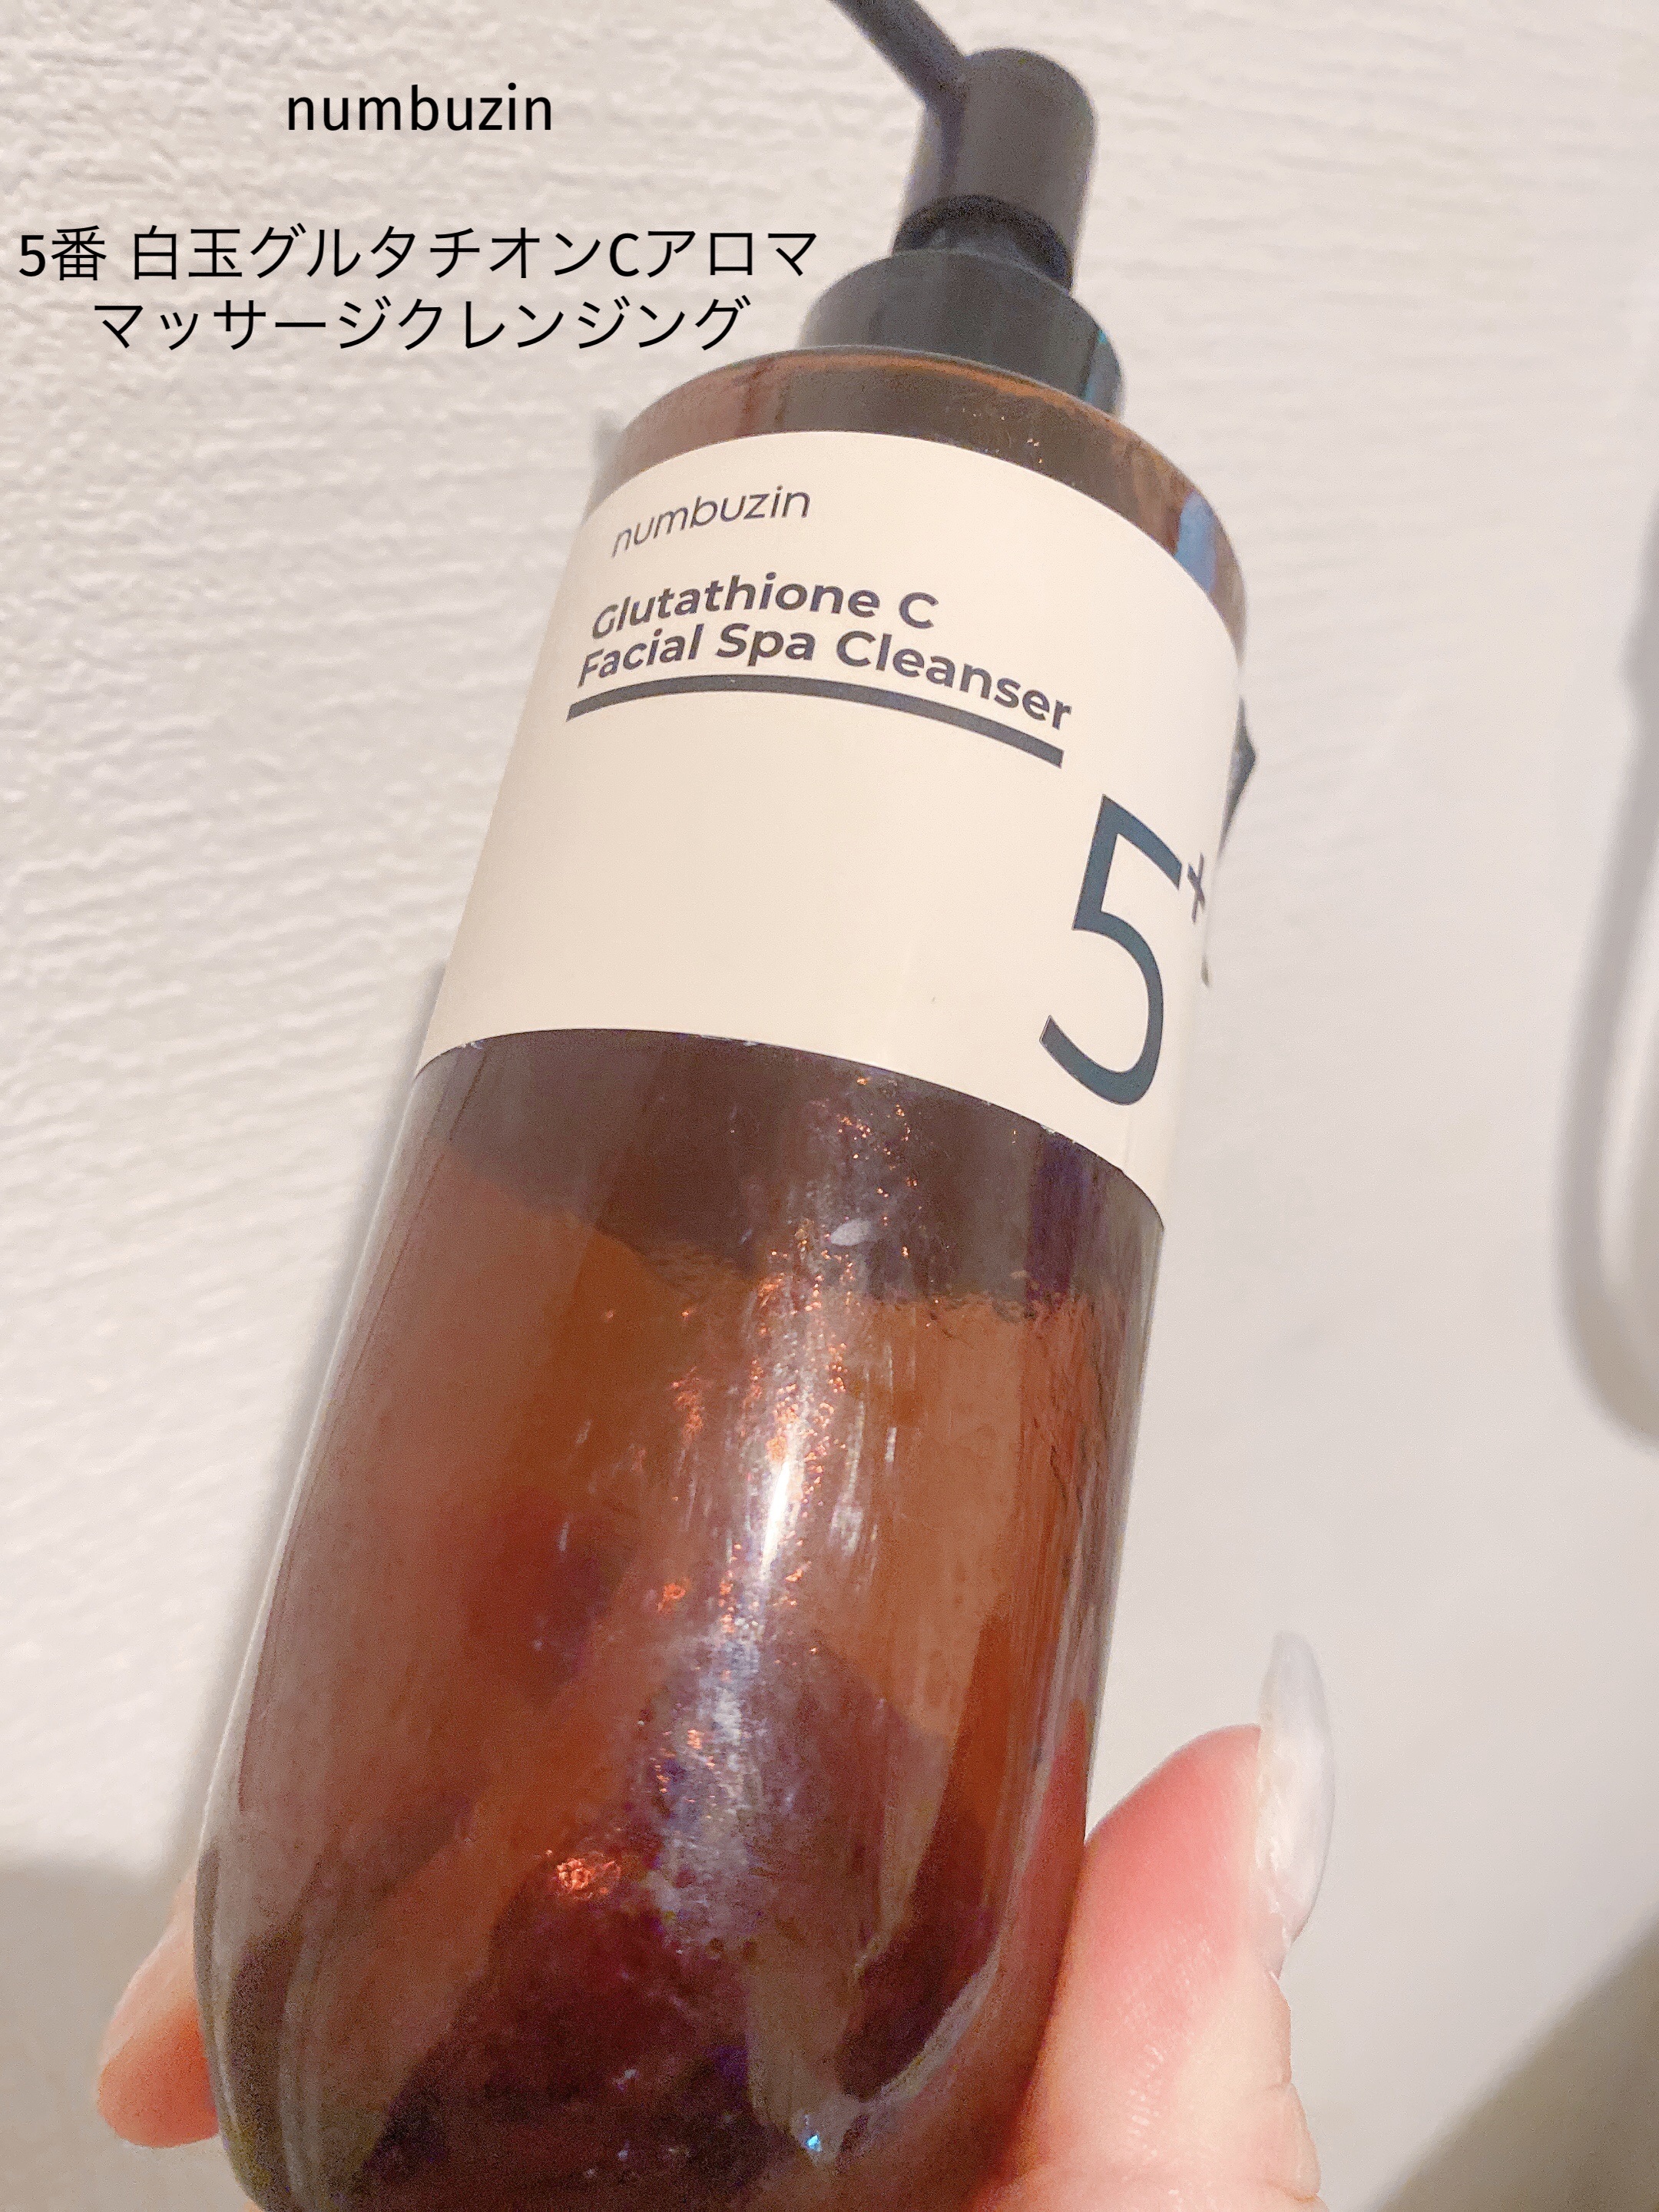 numbuzin
5番 白玉グルタチオンCアロマ
マッサージクレンジング
numbuzin
Glutathione C
Facial Spa Cleanser
5+